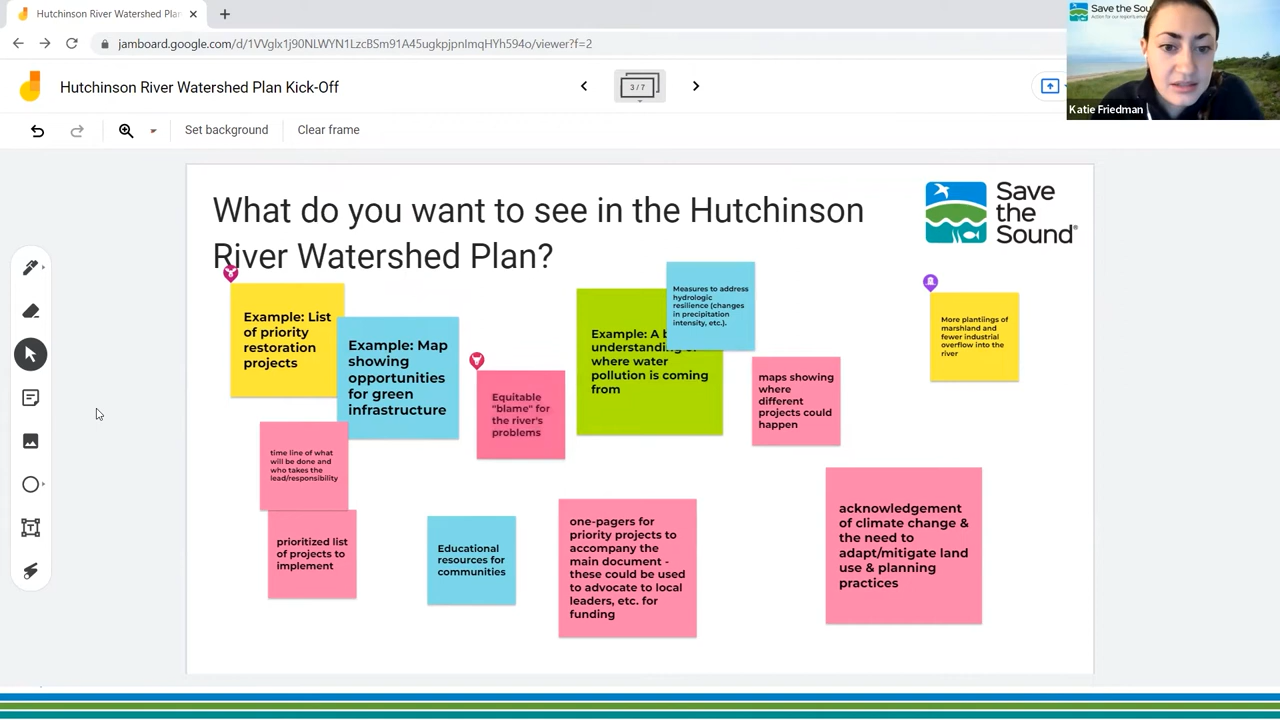 Hutchinson River Watershed Plan
jamboard.google.com/d/1VVglx1j90NLWYN1LzcBSm91A45ugkpjpnImqHYh594o/viewer?f=2
Save the
Katie Friedman
Hutchinson River Watershed Plan Kick-Off
3 / 7
Set background
Clear frame
What do you want to see in the Hutchinson
River Watershed Plan?
Save
the
Sound®
Example: List
of priority
restoration
projects
Example: Map
showing
opportunities
for green
infrastructure
Equitable
"blame" for
the river's
problems
Example: A
understanding
where water
pollution is coming
from
Measures to address
hydrologic
resilience (changes
in precipitation
intensity, etc.).
maps showing
where
different
projects could
happen
More plantiings of
marshland and
fewer industrial
overflow into the
river
time line of what
will be done and
who takes the
lead/responsibility
prioritized list
of projects to
implement
Educational
resources for
communities
one-pagers for
priority projects to
accompany the
main document -
these could be used
to advocate to local
leaders, etc. for
funding
acknowledgement
of climate change &
the need to
adapt/mitigate land
use & planning
practices